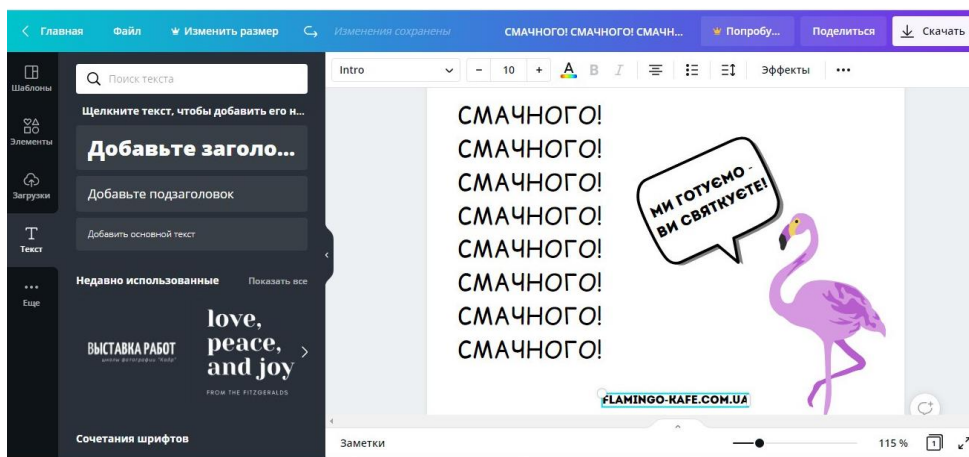 Главная
Файл
Изменить размер
Изменения сохранены
СМАЧНОГО! СМАЧНОГО! СМАЧН...
Попробу...
Поделиться
Скачать
Шаблоны
Элементы
Загрузки
Текст
Еще
Поиск текста
Щелкните текст, чтобы добавить его н...
Добавьте заголо...
Добавьте подзаголовок
Добавить основной текст
Недавно использованные
Показать все
ВЫСТАВКА РАБОТ
школы фотографии "Кадр"
love,
peace,
and joy
FROM THE FITZGERALDS
Сочетания шрифтов
Intro
- 10 +
A B I
Эффекты
СМАЧНОГО!
СМАЧНОГО!
СМАЧНОГО!
СМАЧНОГО!
СМАЧНОГО!
СМАЧНОГО!
СМАЧНОГО!
СМАЧНОГО!
МИ ГОТУЄМО -
ВИ СВЯТКУЄТЕ!
FLAMINGO-KAFE.COM.UA
Заметки
115 %
1